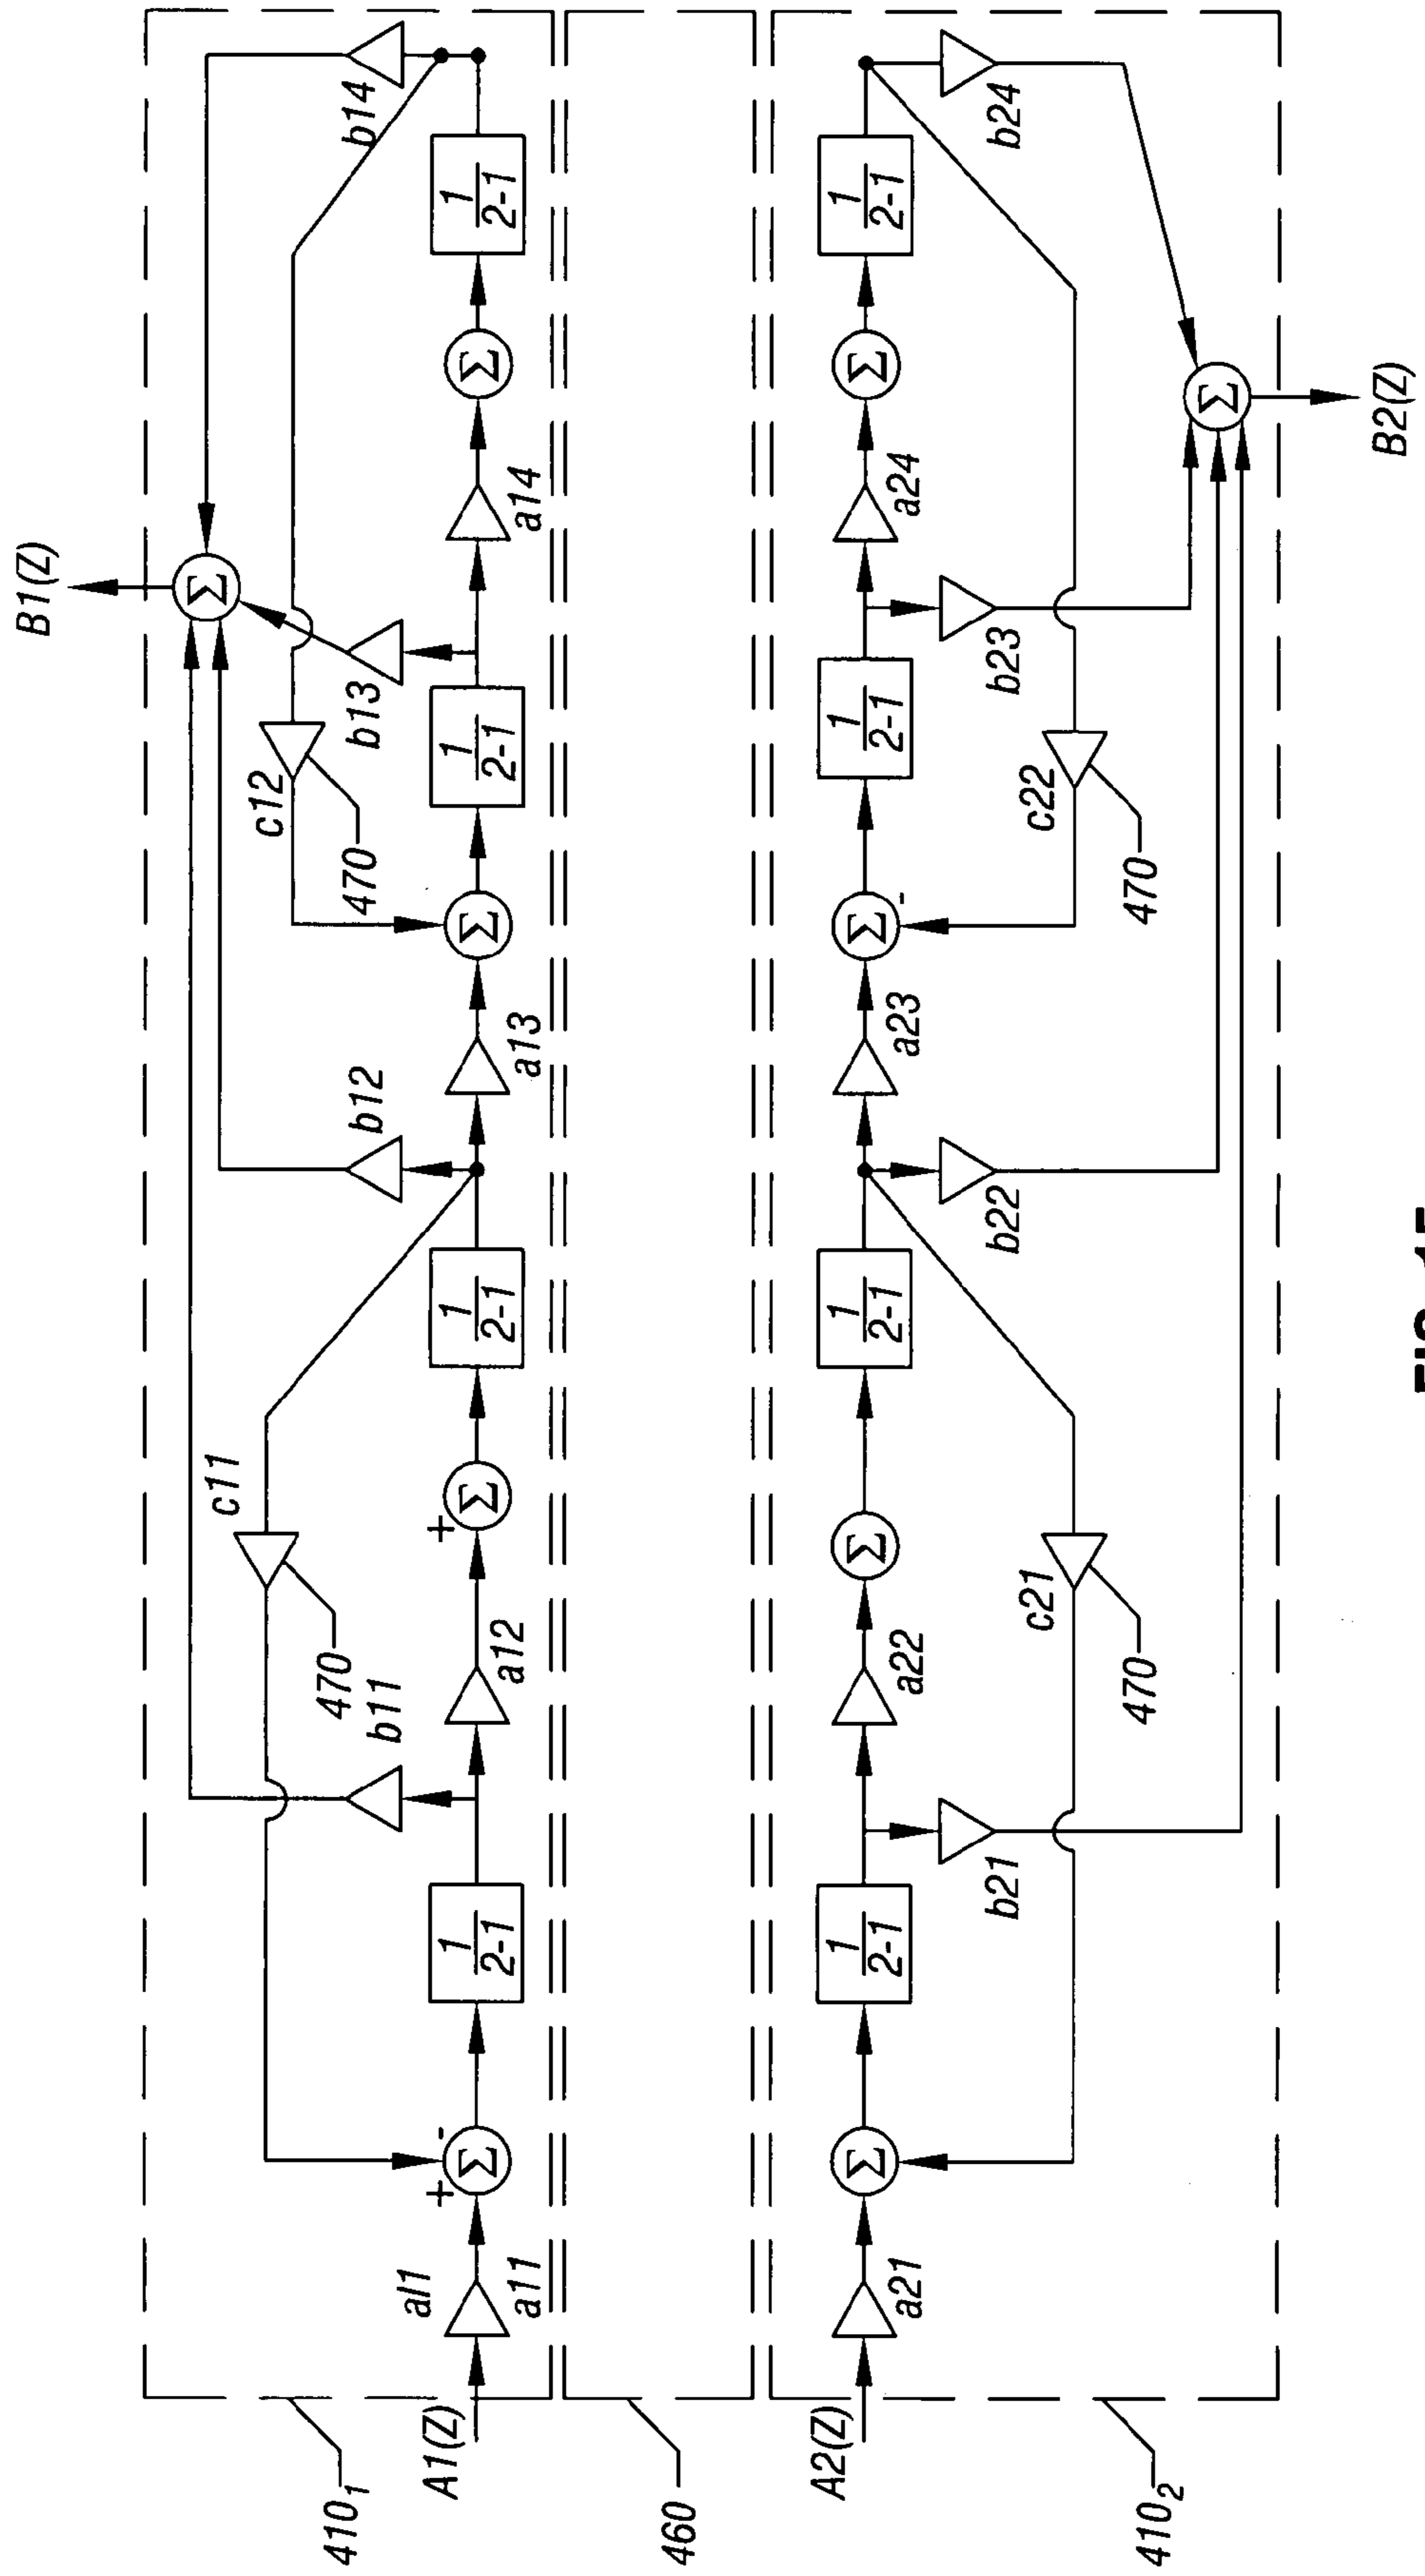 B1(Z)
Σ
c11
c12
b14
470
b11
b12
470
b13
410₁
al1
A1(Z)
+
-
Σ
1
2-1
+
Σ
1
2-1
Σ
1
2-1
Σ
1
2-1
a11
a12
a13
a14
460
A2(Z)
Σ
1
2-1
Σ
1
2-1
Σ
-
1
2-1
Σ
1
2-1
a21
a22
a23
a24
b21
b22
b23
b24
c21
c22
470
470
410₂
Σ
B2(Z)
FIG.